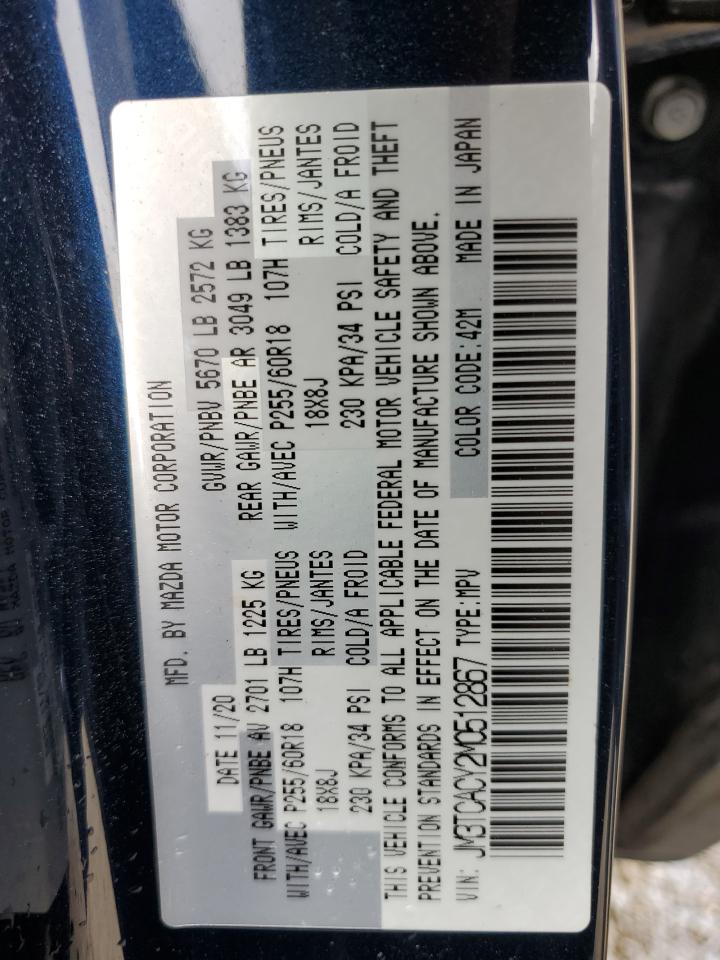 MFD. BY MAZDA MOTOR CORPORATION
DATE 11/20 GVWR/PNBV 5670 LB 2572 KG
FRONT GAWR/PNBE AV 2701 LB 1225 KG REAR GAWR/PNBE AR 3049 LB 1383 KG
WITH/AVEC P255/60R18 107H TIRES/PNEUS WITH/AVEC P255/60R18 107H TIRES/PNEUS
18X8J RIMS/JANTES 18X8J RIMS/JANTES
230 KPA/34 PSI COLD/A FROID 230 KPA/34 PSI COLD/A FROID
THIS VEHICLE CONFORMS TO ALL APPLICABLE FEDERAL MOTOR VEHICLE SAFETY AND THEFT
PREVENTION STANDARDS IN EFFECT ON THE DATE OF MANUFACTURE SHOWN ABOVE.
VIN: JM3TCACY2M0512867 TYPE:MPV COLOR CODE:42M MADE IN JAPAN